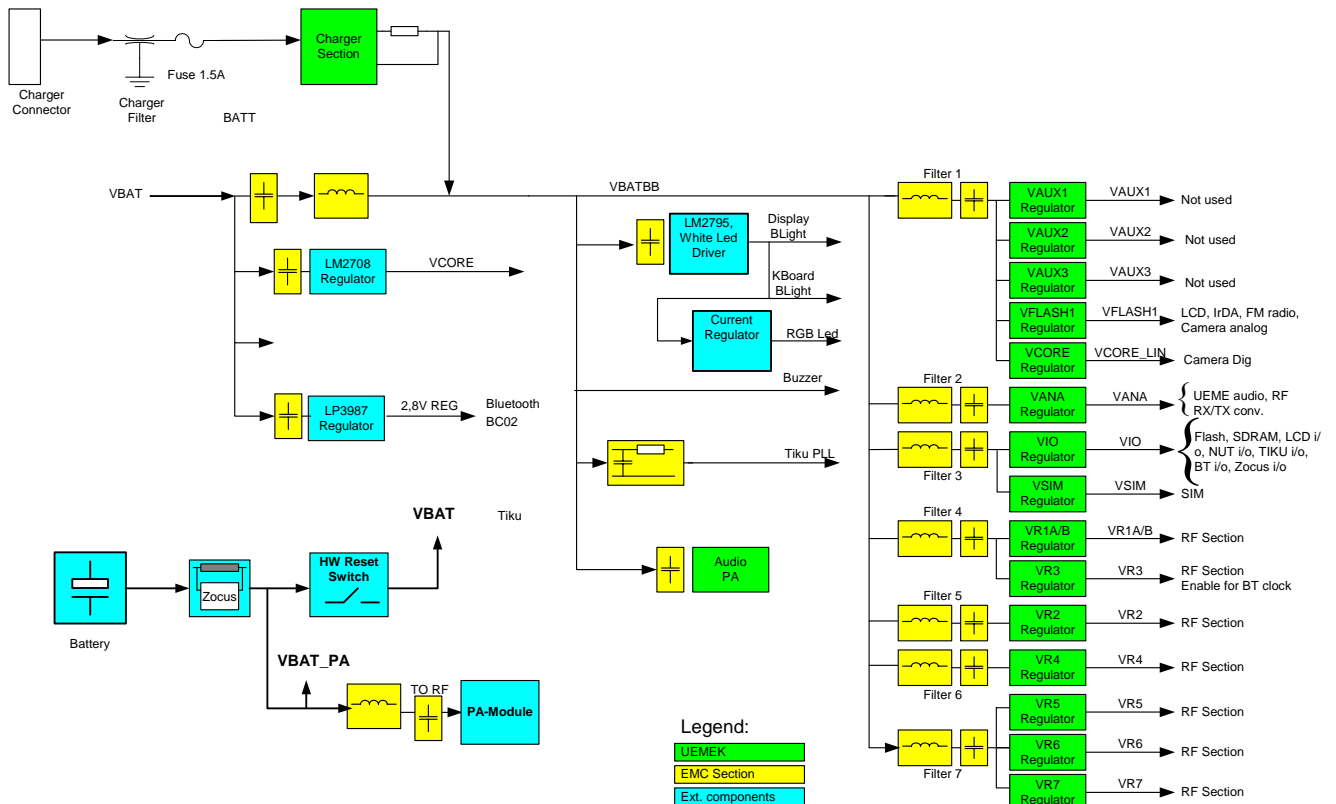 Charger
Connector
Charger
Filter
Fuse 1.5A
BATT
Charger
Section
VBAT
VBATBB
LM2708
Regulator
VCORE
LP3987
Regulator
2,8V REG
Bluetooth
BC02
LM2795,
White Led
Driver
Display
BLight
KBoard
BLight
Current
Regulator
RGB Led
Buzzer
Tiku PLL
Audio
PA
Filter 1
VAUX1
Regulator
VAUX1
Not used
VAUX2
Regulator
VAUX2
Not used
VAUX3
Regulator
VAUX3
Not used
VFLASH1
Regulator
VFLASH1
LCD, IrDA, FM radio,
Camera analog
VCORE
Regulator
VCORE_LIN
Camera Dig
Filter 2
VANA
Regulator
VANA
UEME audio, RF
RX/TX conv.
Filter 3
VIO
Regulator
VIO
Flash, SDRAM, LCD i/
o, NUT i/o, TIKU i/o,
BT i/o, Zocus i/o
VSIM
Regulator
VSIM
SIM
Filter 4
VR1A/B
Regulator
VR1A/B
RF Section
VR3
Regulator
VR3
RF Section
Enable for BT clock
Filter 5
VR2
Regulator
VR2
RF Section
VR4
Regulator
VR4
RF Section
Filter 6
VR5
Regulator
VR5
RF Section
VR6
Regulator
VR6
RF Section
Filter 7
VR7
Regulator
VR7
RF Section
Battery
Zocus
HW Reset
Switch
VBAT
Tiku
VBAT_PA
TO RF
PA-Module
Legend:
UEMEK
EMC Section
Ext. components